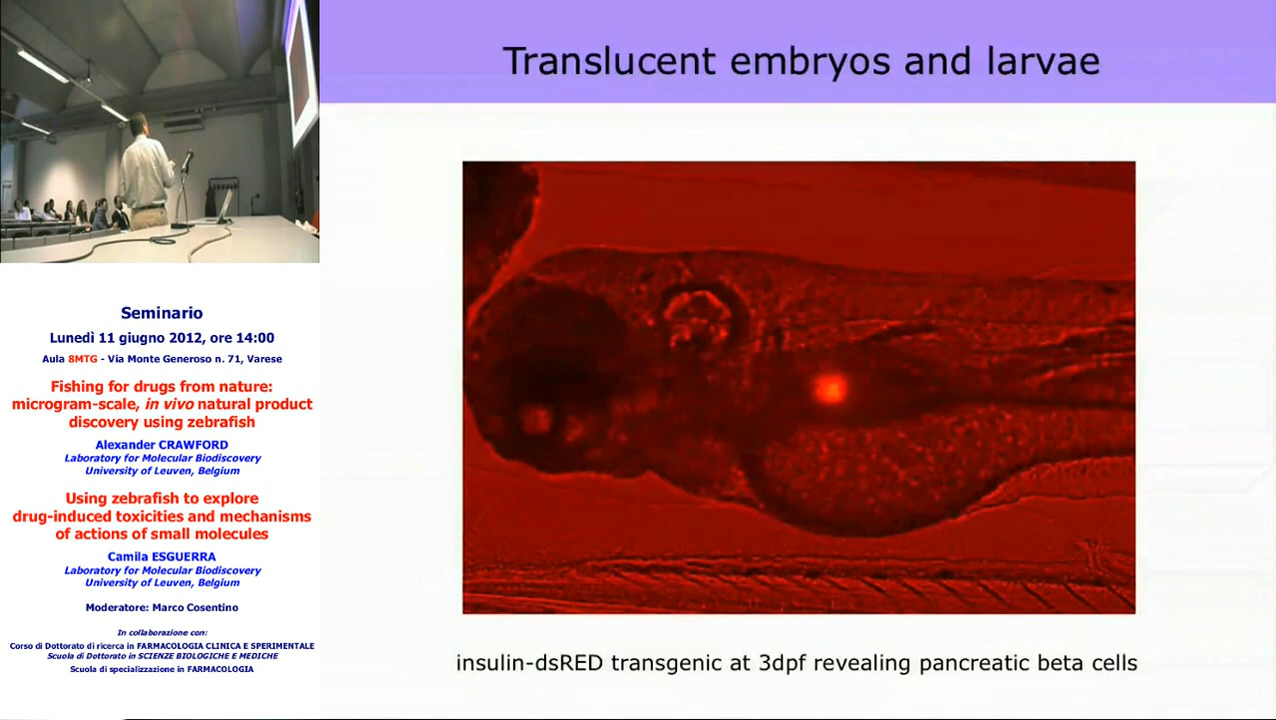 Translucent embryos and larvae
insulin-dsRED transgenic at 3dpf revealing pancreatic beta cells
Seminario
Lunedì 11 giugno 2012, ore 14:00
Aula 8MTG - Via Monte Generoso n. 71, Varese
Fishing for drugs from nature:
microgram-scale, in vivo natural product
discovery using zebrafish
Alexander CRAWFORD
Laboratory for Molecular Biodiscovery
University of Leuven, Belgium
Using zebrafish to explore
drug-induced toxicities and mechanisms
of actions of small molecules
Camila ESGUERRA
Laboratory for Molecular Biodiscovery
University of Leuven, Belgium
Moderatore: Marco Cosentino
In collaborazione con:
Corso di Dottorato di ricerca in FARMACOLOGIA CLINICA E SPERIMENTALE
Scuola di Dottorato in SCIENZE BIOLOGICHE E MEDICHE
Scuola di specializzazione in FARMACOLOGIA